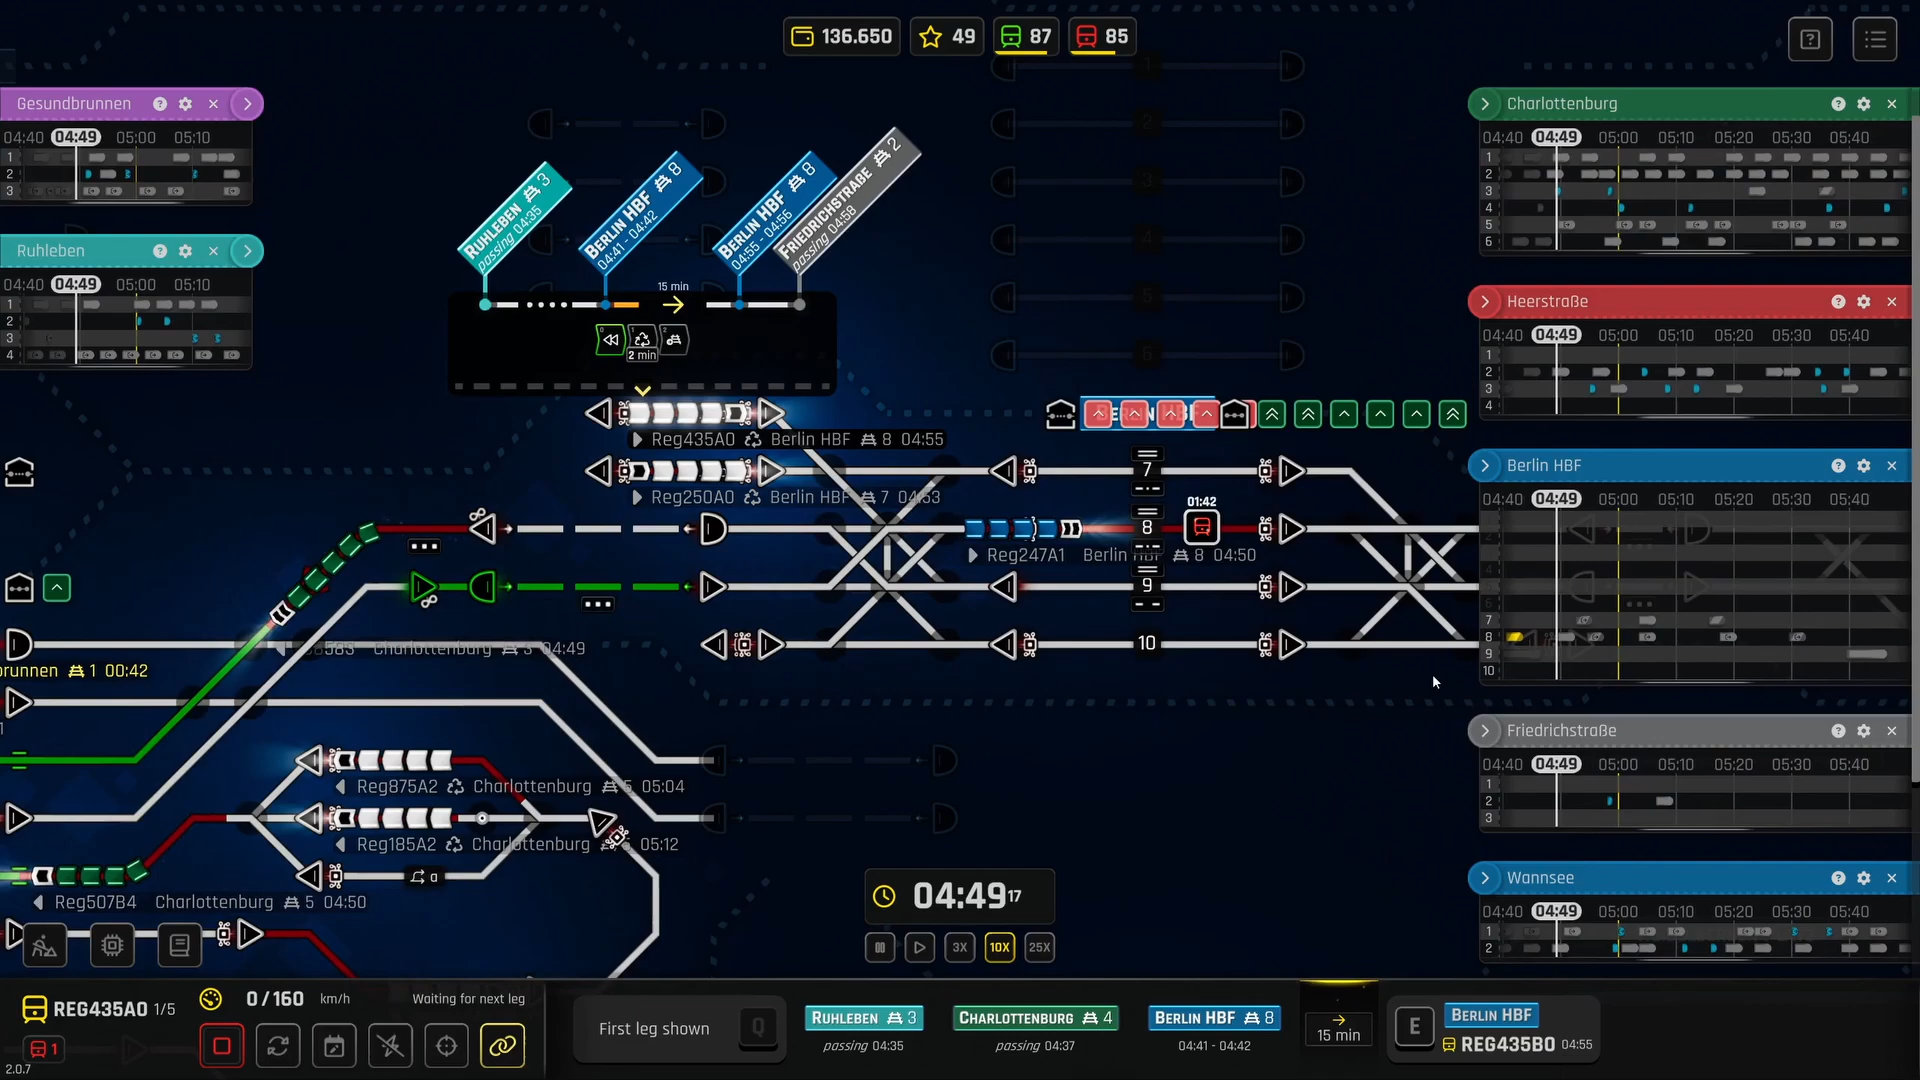 136.650
49
87
85
Gesundbrunnen
04:40 04:49 05:00 05:10
1
2
3
Ruhleben
04:40 04:49 05:00 05:10
1
2
3
4
RUHLEBEN 3
passing 04:35
BERLIN HBF 8
04:41 - 04:42
BERLIN HBF 8
04:55 - 04:56
FRIEDRICHSTRAßE 2
passing 04:58
15 min
0
1
2
2 min
Reg435A0 Berlin HBF 8 04:55
Reg250A0 Berlin HBF 7 04:53
1
2
3
4
5
6
7
8
9
10
01:42
Reg247A1 Berlin HBF 8 04:50
Charlottenburg 3 04:49
brunnen 1 00:42
Reg875A2 Charlottenburg 5 05:04
Reg185A2 Charlottenburg 05:12
Reg507B4 Charlottenburg 5 04:50
Charlottenburg
04:40 04:49 05:00 05:10 05:20 05:30 05:40
1
2
3
4
5
6
Heerstraße
04:40 04:49 05:00 05:10 05:20 05:30 05:40
1
2
3
4
Berlin HBF
04:40 04:49 05:00 05:10 05:20 05:30 05:40
7
8
9
10
Friedrichstraße
04:40 04:49 05:00 05:10 05:20 05:30 05:40
1
2
3
Wannsee
04:40 04:49 05:00 05:10 05:20 05:30 05:40
1
2
04:49 17
3X 10X 25X
REG435A0 1/5
1
2.0.7
0 / 160 km/h
Waiting for next leg
First leg shown Q
RUHLEBEN 3
passing 04:35
CHARLOTTENBURG 4
passing 04:37
BERLIN HBF 8
04:41 - 04:42
15 min
E
BERLIN HBF
REG435B0 04:55